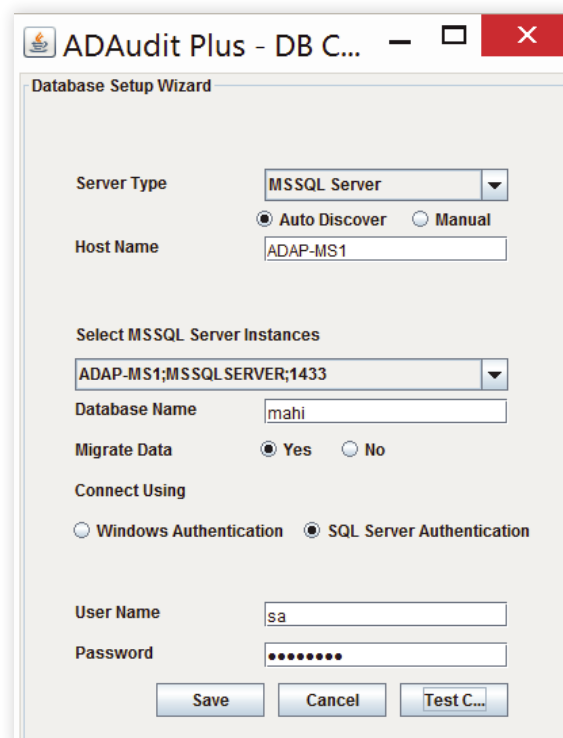 ADAudit Plus - DB C...
Database Setup Wizard
Server Type MSSQL Server
Auto Discover Manual
Host Name ADAP-MS1
Select MSSQL Server Instances
ADAP-MS1;MSSQLSERVER;1433
Database Name mahi
Migrate Data Yes No
Connect Using
Windows Authentication SQL Server Authentication
User Name sa
Password ••••••••
Save Cancel Test C...